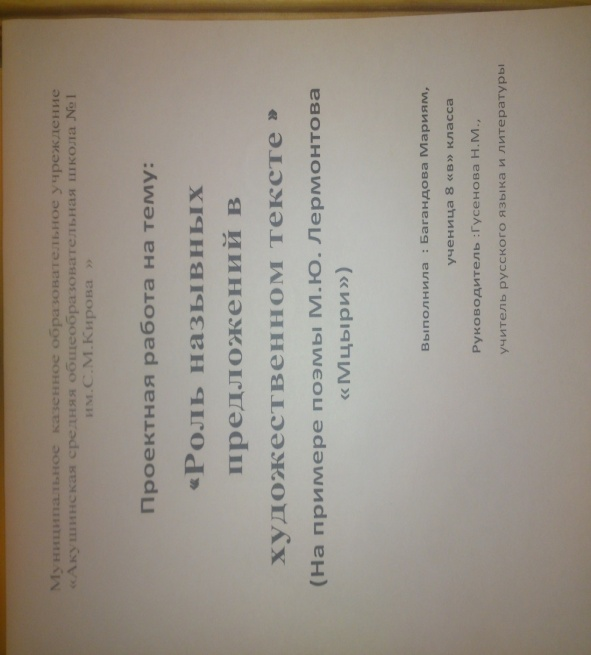 Муниципальное казенное образовательное учреждение
«Акушинская средняя общеобразовательная школа №1
им.С.М.Кирова »
Проектная работа на тему:
«Роль назывных
предложений в
художественном тексте »
(На примере поэмы М.Ю. Лермонтова
«Мцыри»)
Выполнила : Багандова Мариям,
ученица 8 «в» класса
Руководитель :Гусенова Н.М.,
учитель русского языка и литературы